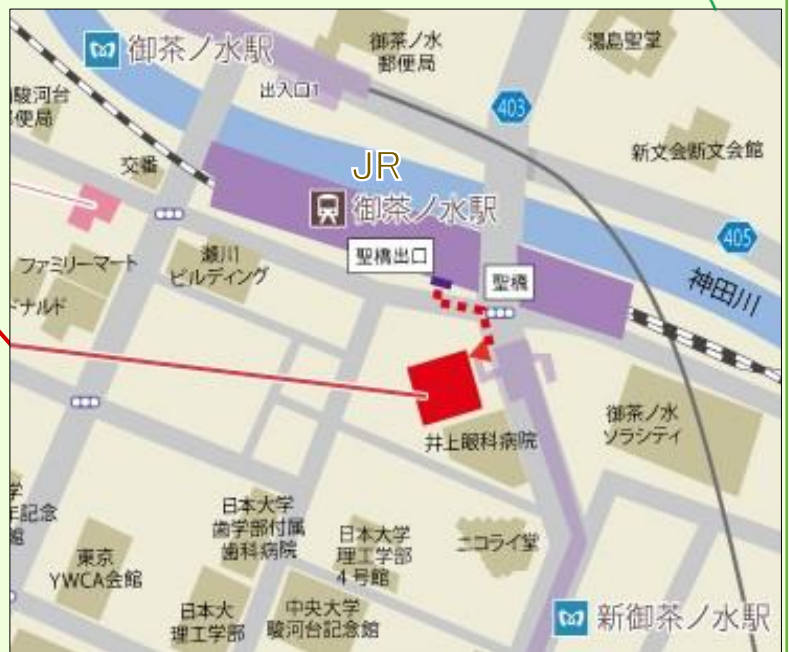 御茶ノ水駅
御茶ノ水
郵便局
湯島聖堂
出入口1
駿河台
便局
403
交番
JR
新文会断文会館
御茶ノ水駅
405
ファミリーマート
瀬川
ビルディング
聖橋出口
聖橋
神田川
ドナルド
御茶ノ水
ソラシティ
井上眼科病院
学
年記念
館
日本大学
歯学部付属
歯科病院
日本大学
理工学部
4号館
ニコライ堂
東京
YWCA会館
日本大
理工学部
中央大学
駿河台記念館
新御茶ノ水駅